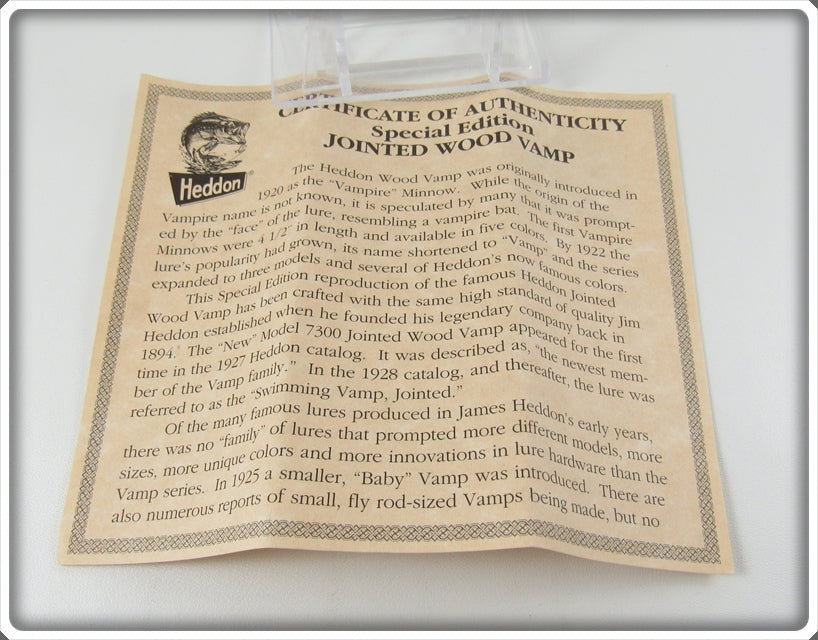 CERTIFICATE OF AUTHENTICITY
Special Edition
JOINTED WOOD VAMP
Heddon®
The Heddon Wood Vamp was originally introduced in
1920 as the "Vampire" Minnow. While the origin of the
Vampire name is not known, it is speculated by many that it was prompt-
ed by the "face" of the lure, resembling a vampire bat. The first Vampire
Minnows were 4 1/2" in length and available in five colors. By 1922 the
lure's popularity had grown, its name shortened to "Vamp" and the series
expanded to three models and several of Heddon's now famous colors.
This Special Edition reproduction of the famous Heddon Jointed
Wood Vamp has been crafted with the same high standard of quality Jim
Heddon established when he founded his legendary company back in
1894. The "New" Model 7300 Jointed Wood Vamp appeared for the first
time in the 1927 Heddon catalog. It was described as, "the newest mem-
ber of the Vamp family." In the 1928 catalog, and thereafter, the lure was
referred to as the "Swimming Vamp, Jointed."
Of the many famous lures produced in James Heddon's early years,
there was no "family" of lures that prompted more different models, more
sizes, more unique colors and more innovations in lure hardware than the
Vamp series. In 1925 a smaller, "Baby" Vamp was introduced. There are
also numerous reports of small, fly rod-sized Vamps being made, but no